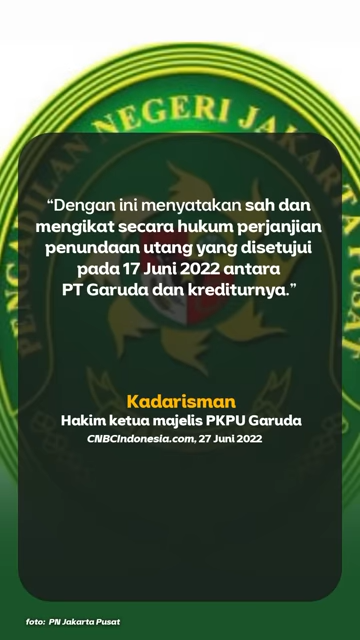 PENGADILAN NEGERI JAKARTA PUSAT
“Dengan ini menyatakan sah dan
mengikat secara hukum perjanjian
penundaan utang yang disetujui
pada 17 Juni 2022 antara
PT Garuda dan krediturnya.”
Kadarisman
Hakim ketua majelis PKPU Garuda
CNBCIndonesia.com, 27 Juni 2022
foto: PN Jakarta Pusat